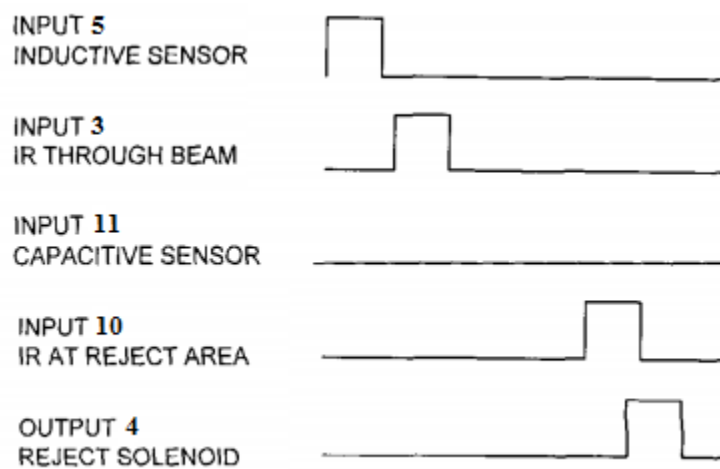 INPUT 5
INDUCTIVE SENSOR
INPUT 3
IR THROUGH BEAM
INPUT 11
CAPACITIVE SENSOR
INPUT 10
IR AT REJECT AREA
OUTPUT 4
REJECT SOLENOID